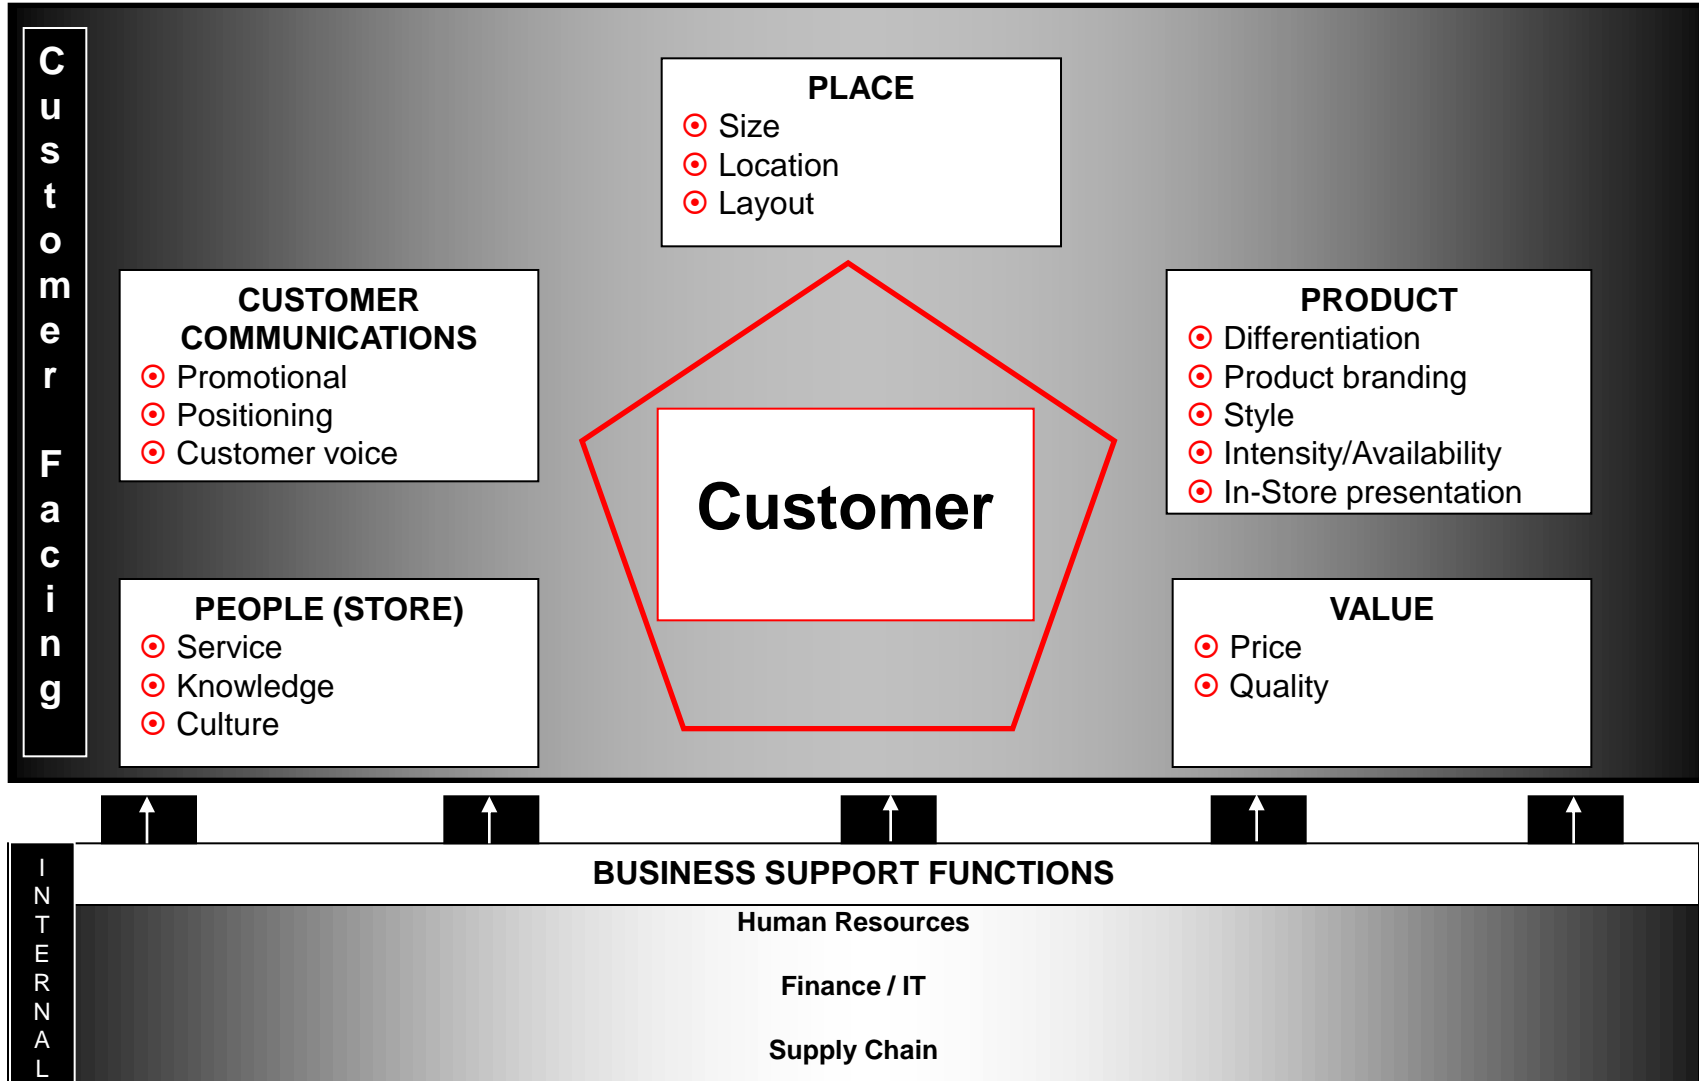 Customer Facing
PLACE
Size
Location
Layout
CUSTOMER
COMMUNICATIONS
Promotional
Positioning
Customer voice
PRODUCT
Differentiation
Product branding
Style
Intensity/Availability
In-Store presentation
Customer
PEOPLE (STORE)
Service
Knowledge
Culture
VALUE
Price
Quality
INTERNAL
BUSINESS SUPPORT FUNCTIONS
Human Resources
Finance / IT
Supply Chain